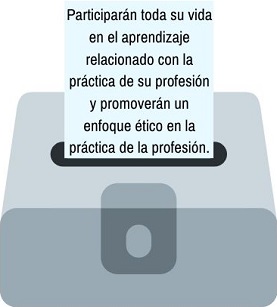 Participarán toda su vida
en el aprendizaje
relacionado con la
práctica de su profesión
y promoverán un
enfoque ético en la
práctica de la profesión.